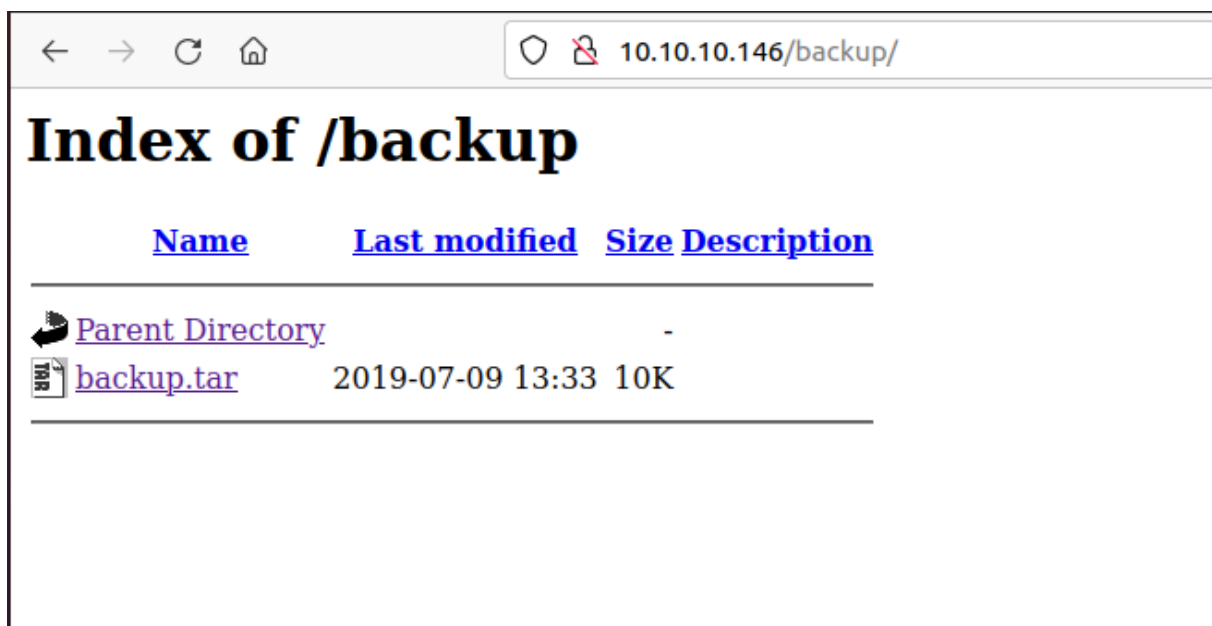 10.10.10.146/backup/
Index of /backup
Name Last modified Size Description
Parent Directory -
backup.tar 2019-07-09 13:33 10K